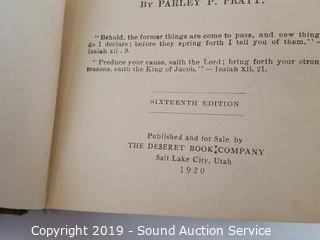 BY PARLEY P. PRATT.
"Behold, the former things are come to pass, and new thing
do I declare; before they spring forth I tell you of them."—
Isaiah xlii. 9.
"Produce your cause, saith the Lord; bring forth your strong
reasons, saith the King of Jacob."—Isaiah Xli. 21.
SIXTEENTH EDITION
Published and for Sale by
THE DESERET BOOK COMPANY
Salt Lake City, Utah
1920
Copyright © 2019 - Sound Auction Service